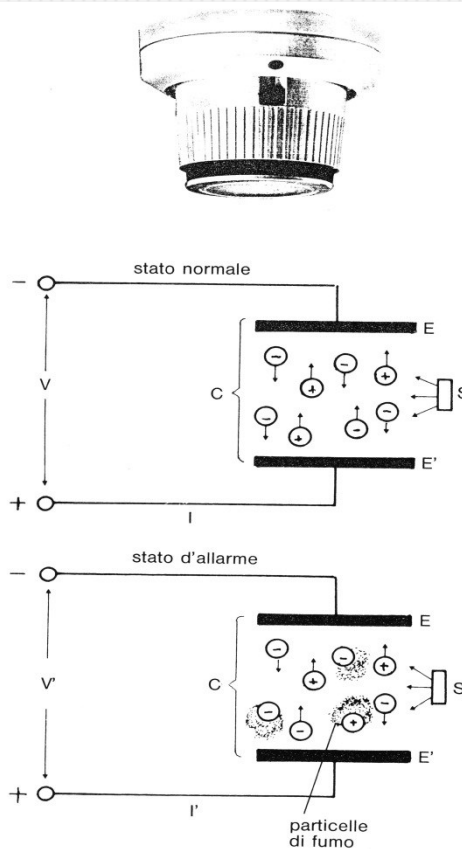 stato normale
−
E
V
C
− + − +
S
− + − −
E'
+
I
stato d'allarme
−
E
V'
C
− + − +
S
− − + −
E'
+
I'
particelle
di fumo